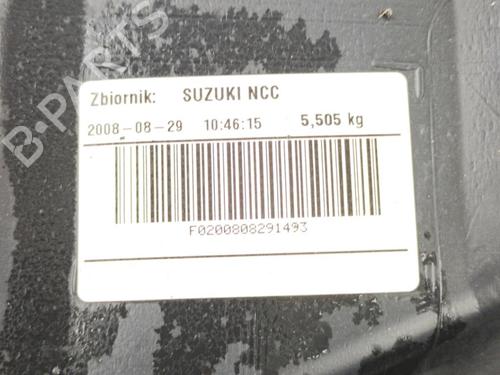 Zbiornik: SUZUKI NCC
2008-08-29 10:46:15 5,505 kg
F0200808291493
B-PARTS